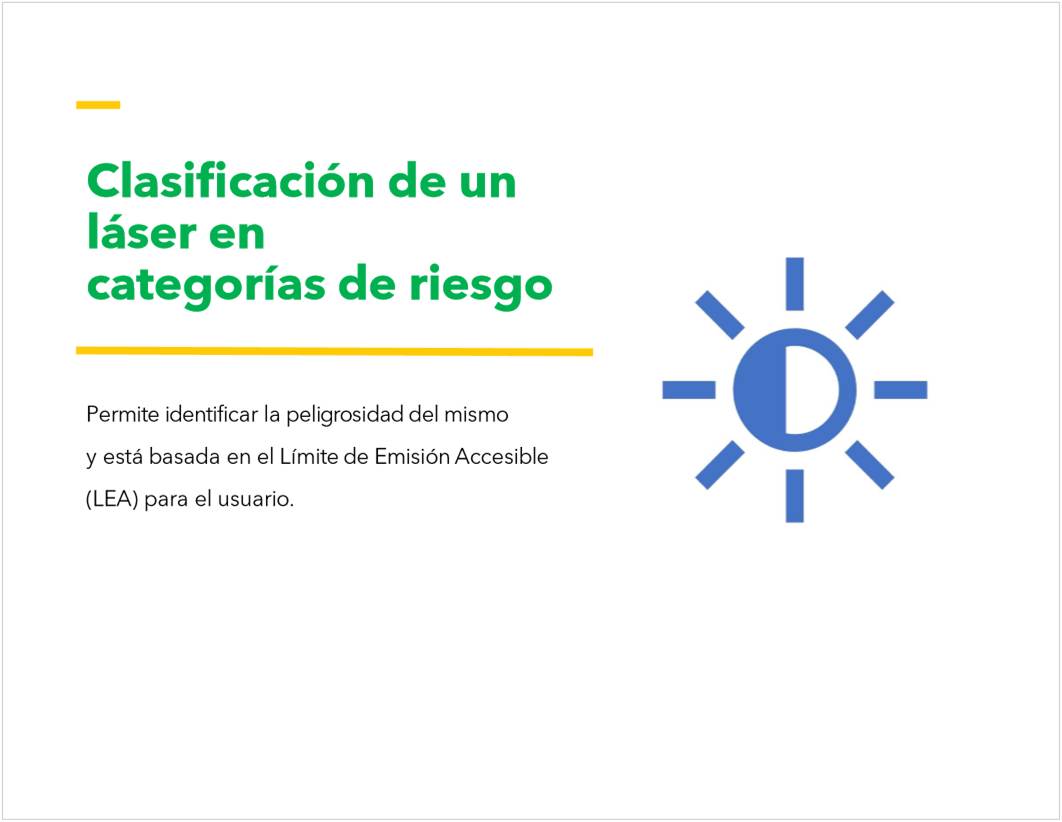 Clasificación de un
láser en
categorías de riesgo
Permite identificar la peligrosidad del mismo
y está basada en el Límite de Emisión Accesible
(LEA) para el usuario.